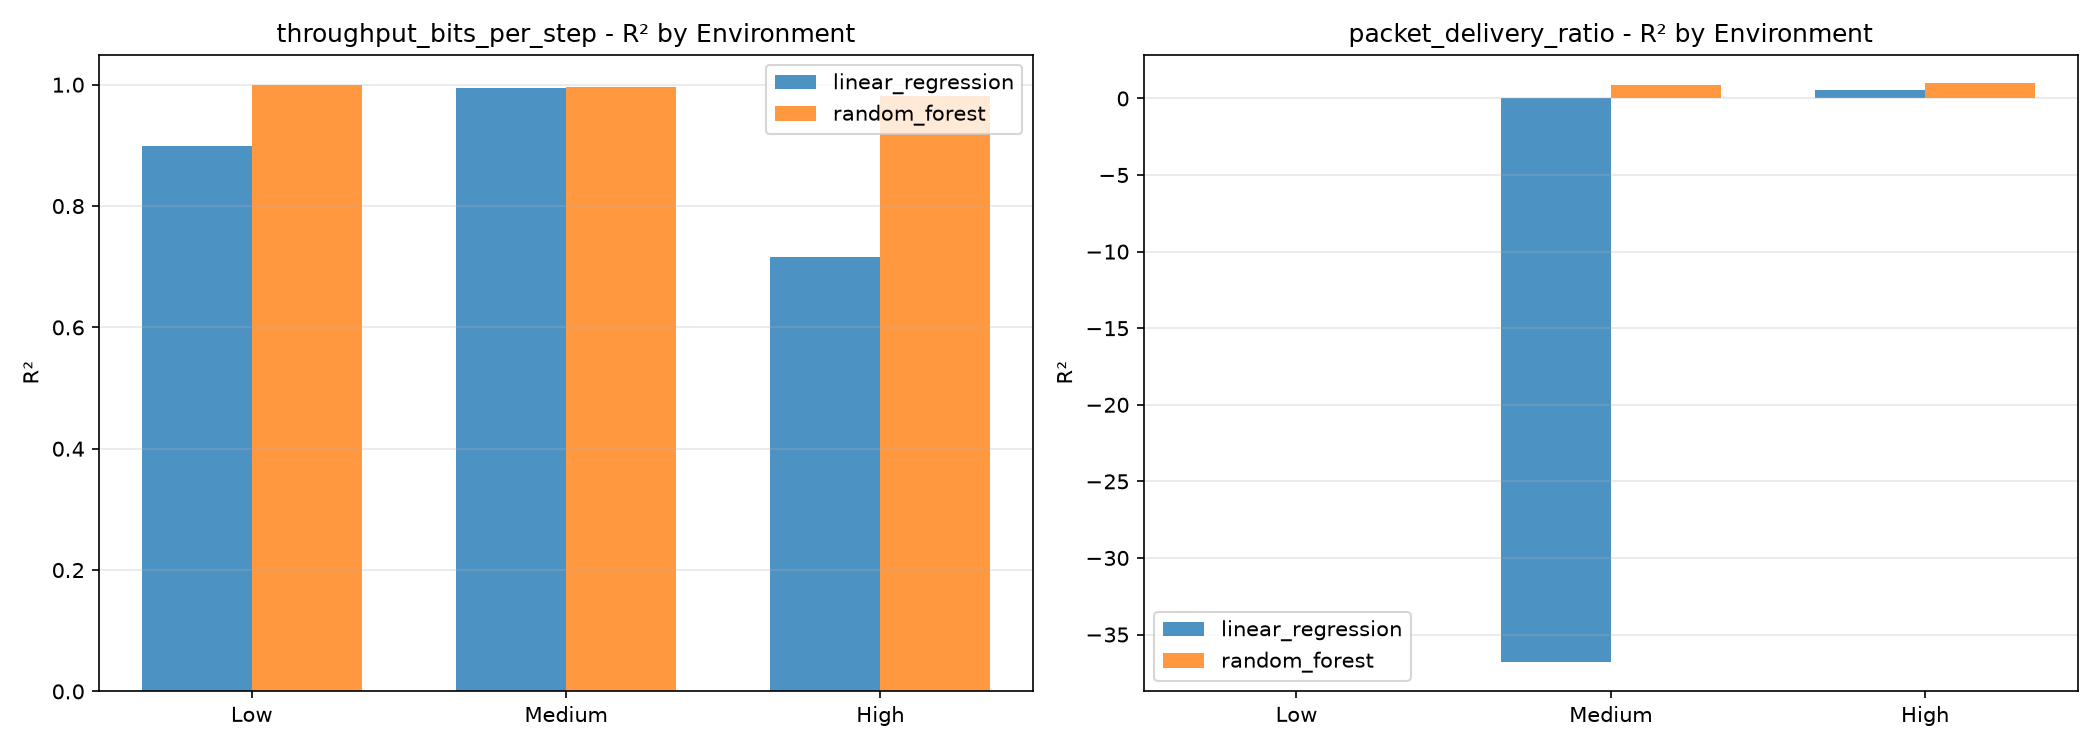 throughput_bits_per_step - R² by Environment
R²
1.0
0.8
0.6
0.4
0.2
0.0
Low
Medium
High
linear_regression
random_forest
packet_delivery_ratio - R² by Environment
R²
0
−5
−10
−15
−20
−25
−30
−35
Low
Medium
High
linear_regression
random_forest